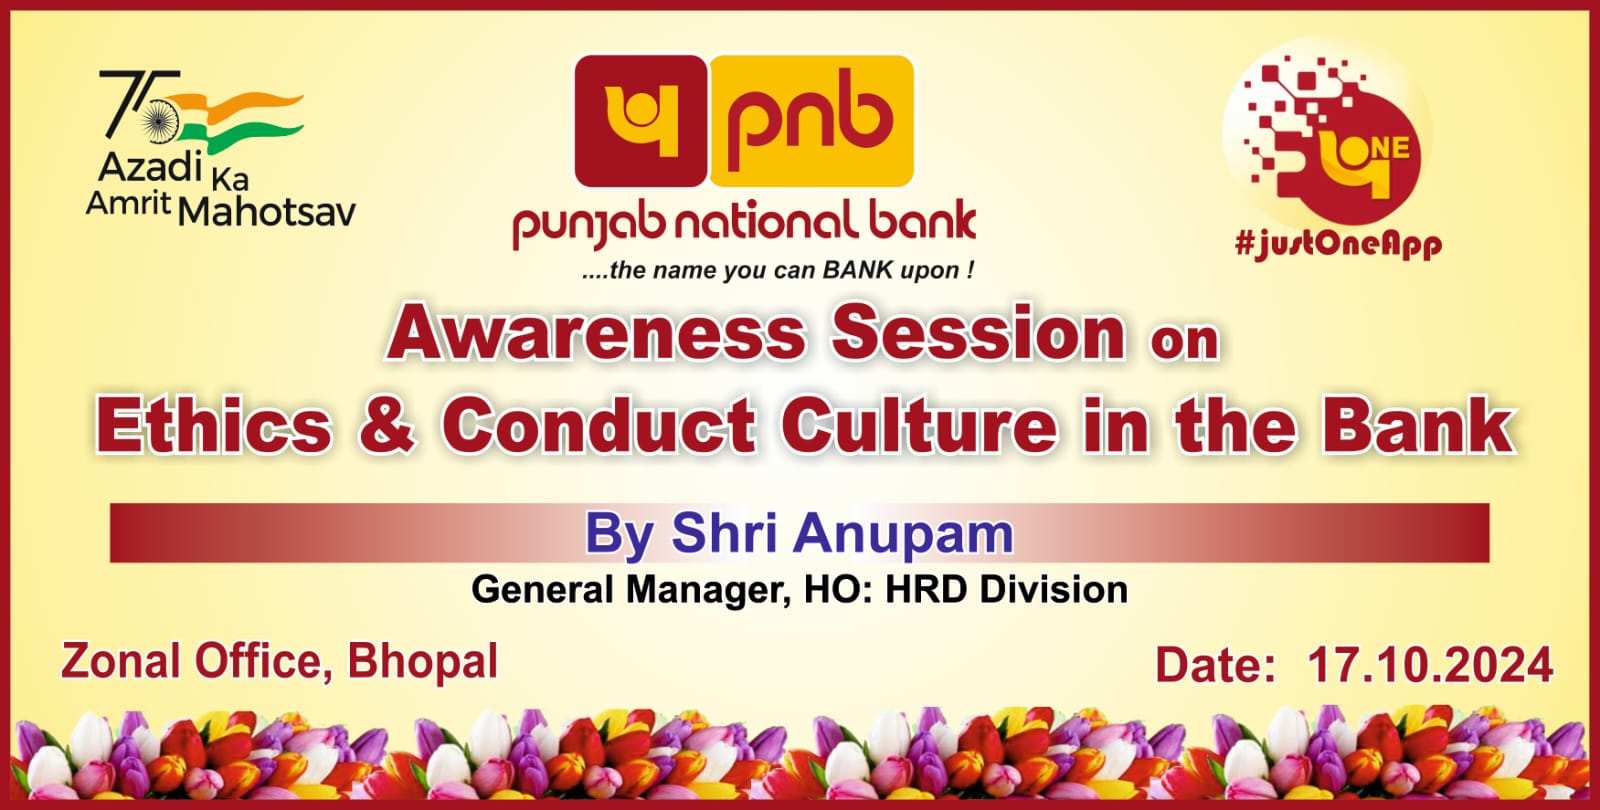 75
Azadi Ka
Amrit Mahotsav
प pnb
punjab national bank
....the name you can BANK upon !
प NE
#justOneApp
Awareness Session on
Ethics & Conduct Culture in the Bank
By Shri Anupam
General Manager, HO: HRD Division
Zonal Office, Bhopal
Date: 17.10.2024